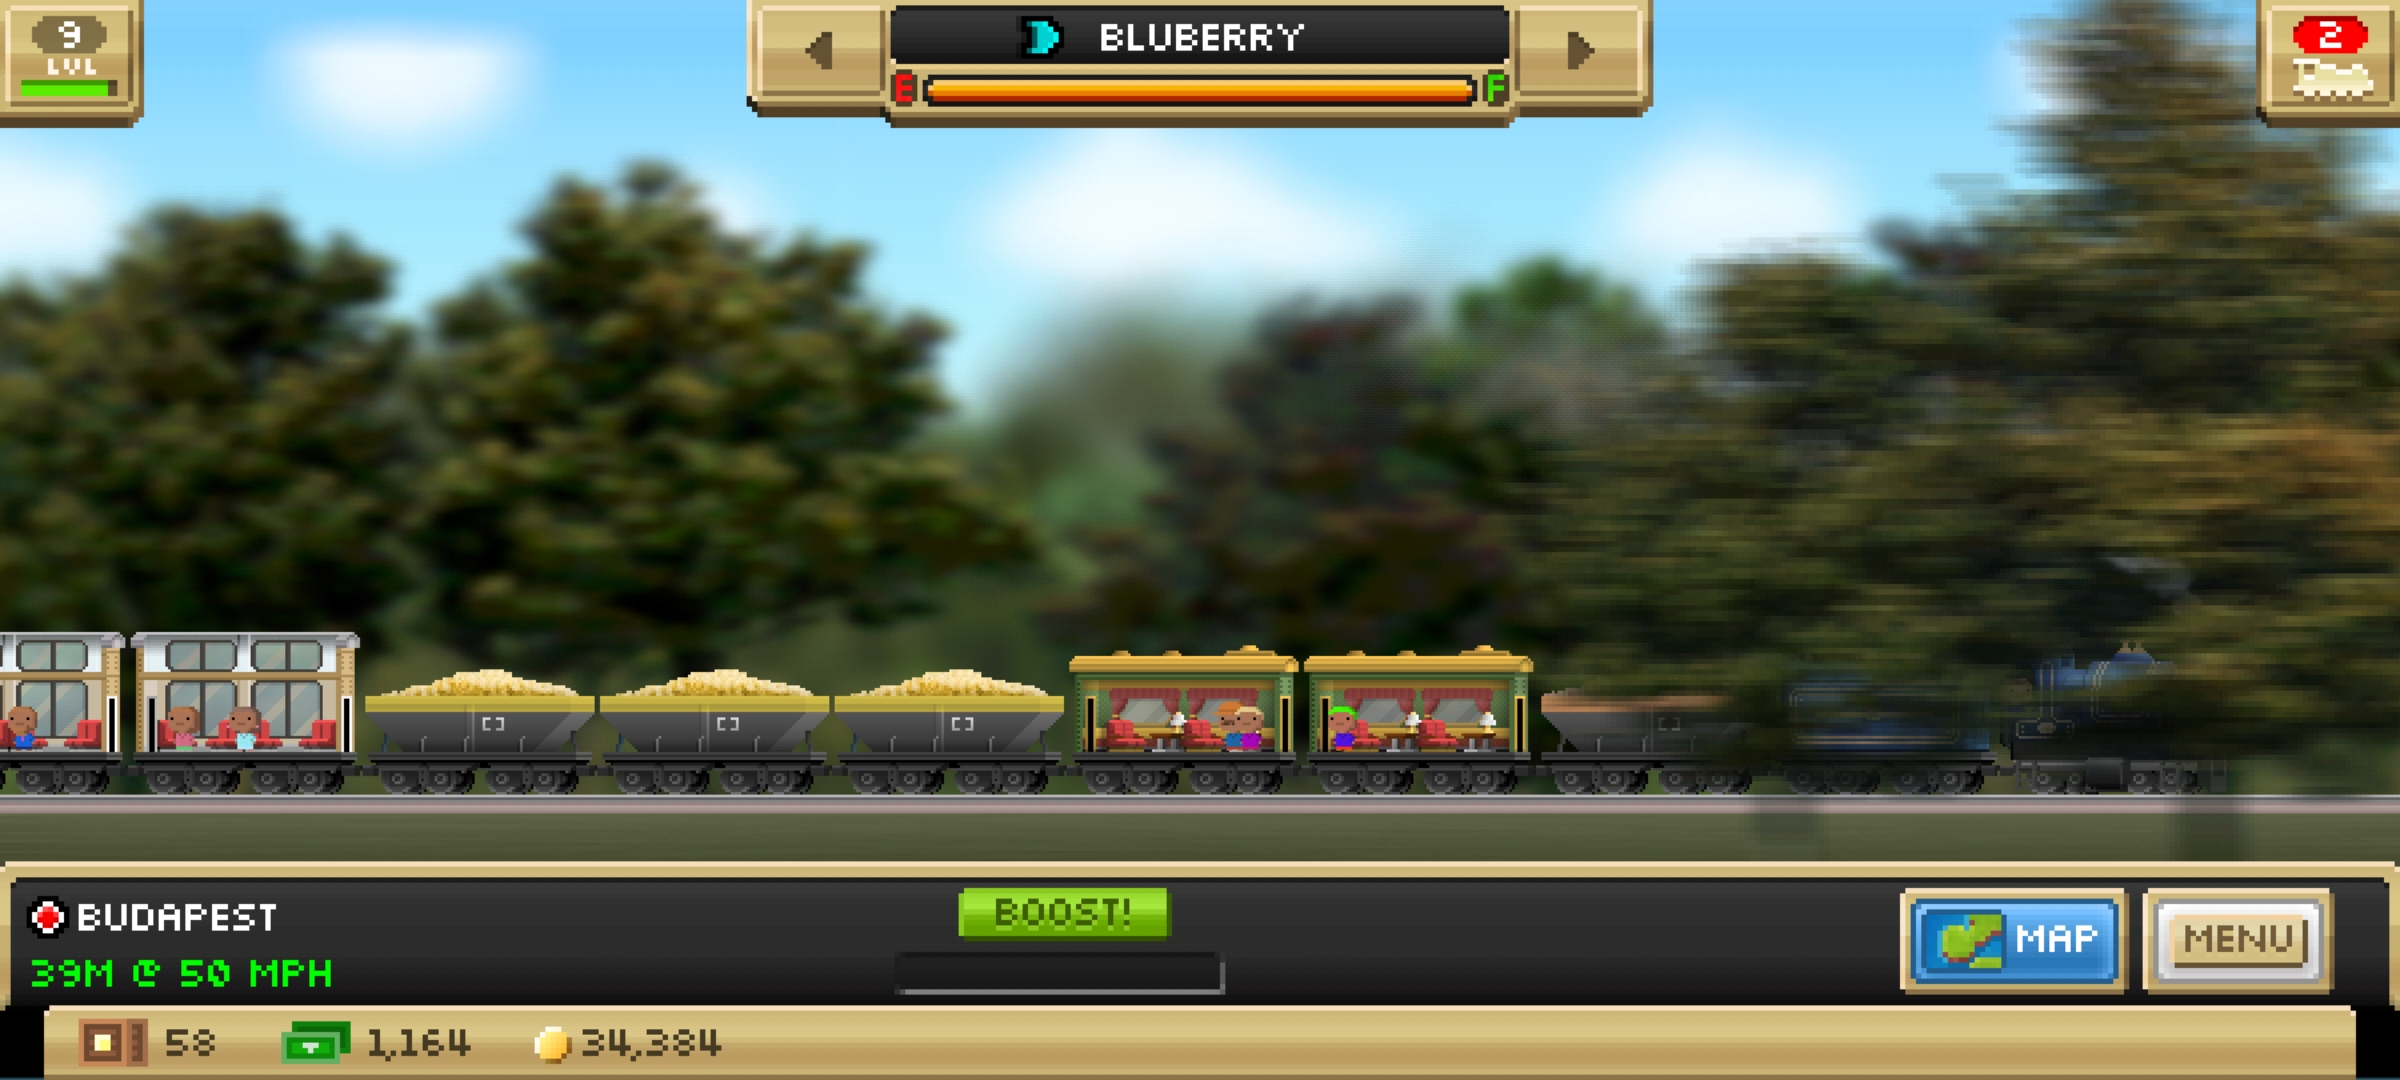 9
LVL
BLUBERRY
E F
2
BUDAPEST
39M @ 50 MPH
BOOST!
MAP
MENU
58 1,164 34,384